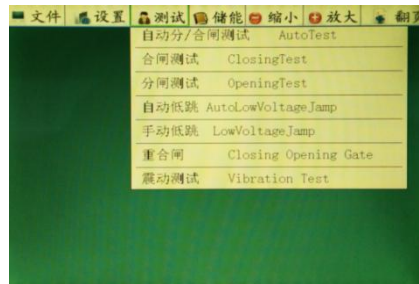 文件 设置 测试 储能 缩小 放大 翻页
自动分/合闸测试 AutoTest
合闸测试 ClosingTest
分闸测试 OpeningTest
自动低跳 AutoLowVoltageJamp
手动低跳 LowVoltageJamp
重合闸 Closing Opening Gate
震动测试 Vibration Test